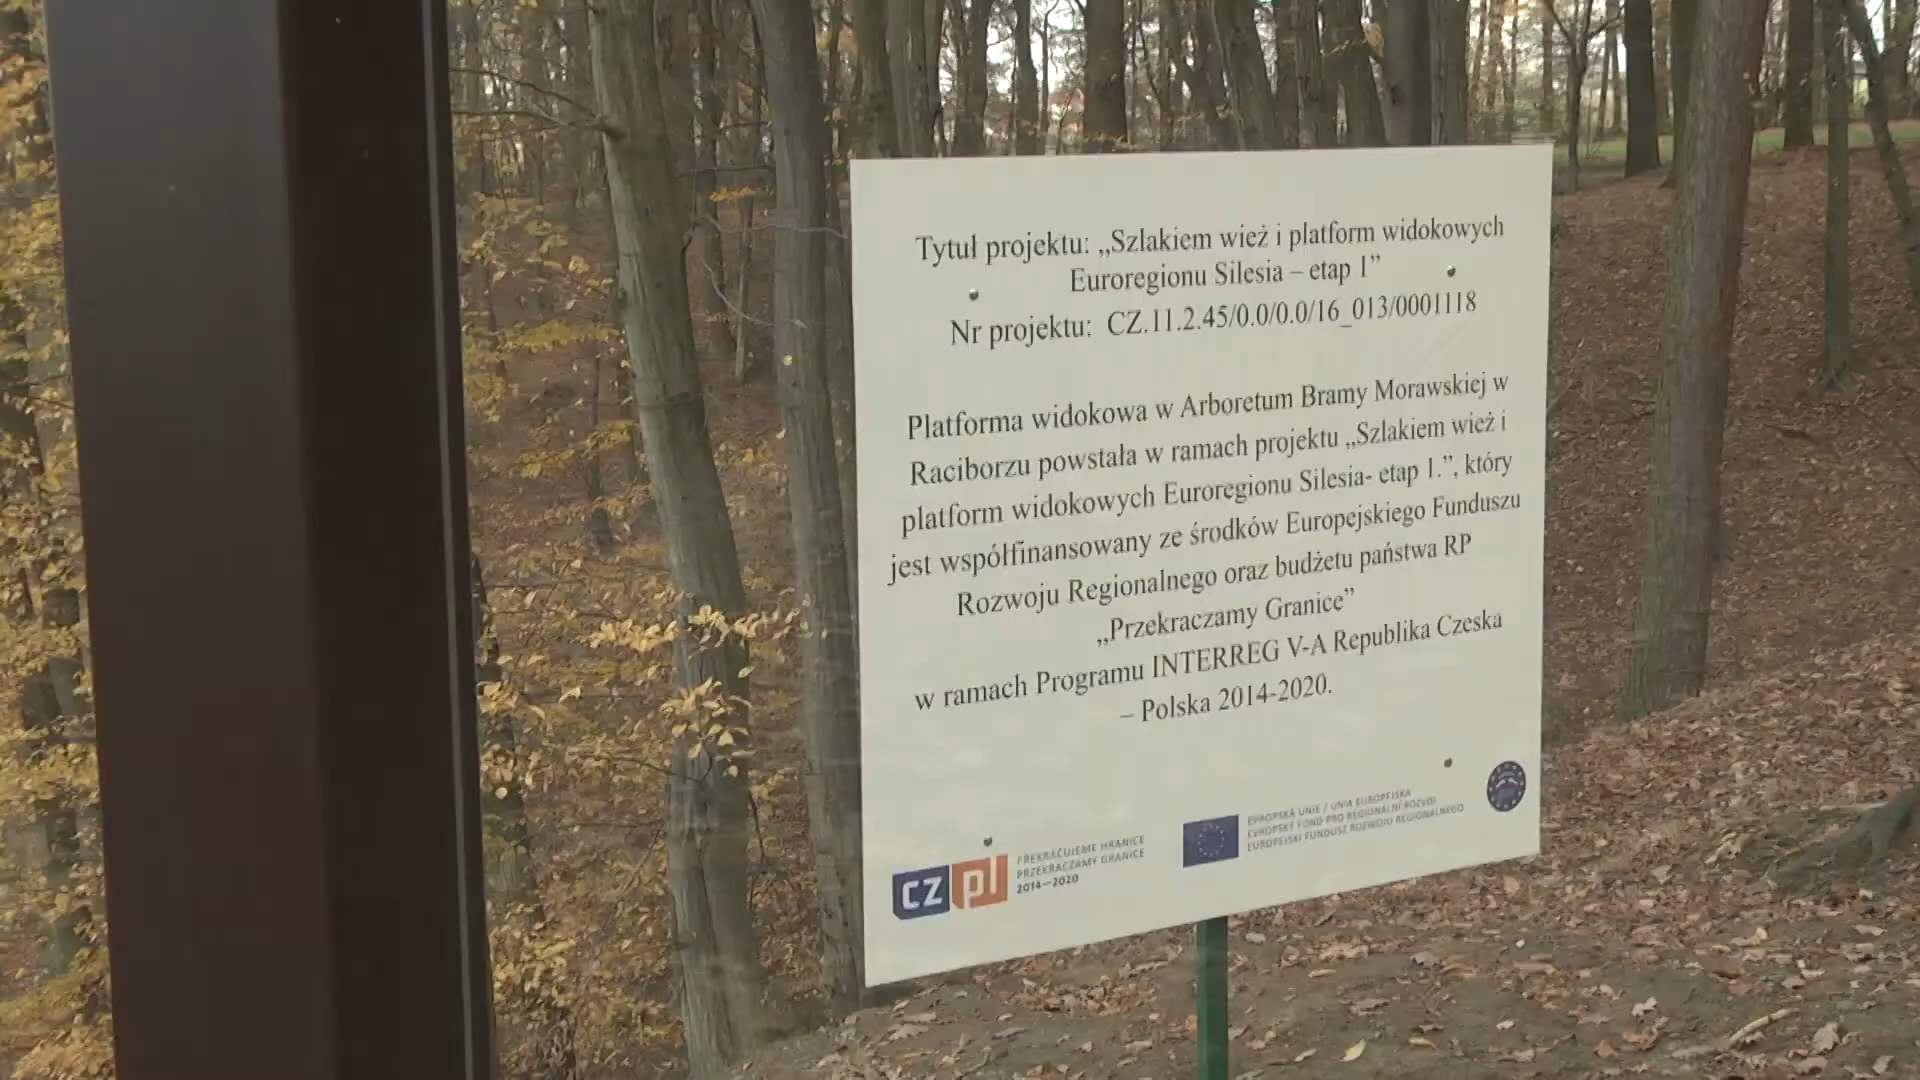 Tytuł projektu: „Szlakiem wież i platform widokowych
Euroregionu Silesia – etap 1”
Nr projektu: CZ.11.2.45/0.0/0.0/16_013/0001118
Platforma widokowa w Arboretum Bramy Morawskiej w
Raciborzu powstała w ramach projektu „Szlakiem wież i
platform widokowych Euroregionu Silesia- etap 1.”, który
jest współfinansowany ze środków Europejskiego Funduszu
Rozwoju Regionalnego oraz budżetu państwa RP
„Przekraczamy Granice”
w ramach Programu INTERREG V-A Republika Czeska
– Polska 2014-2020.
CZ pl
PŘEKRAČUJEME HRANICE
PRZEKRACZAMY GRANICE
2014—2020
EVROPSKÁ UNIE / UNIA EUROPEJSKA
EVROPSKÝ FOND PRO REGIONÁLNÍ ROZVOJ
EUROPEJSKI FUNDUSZ ROZWOJU REGIONALNEGO